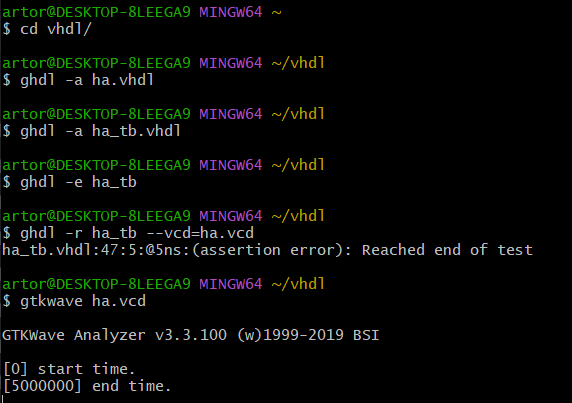 artor@DESKTOP-8LEEGA9 MINGW64 ~
$ cd vhdl/
artor@DESKTOP-8LEEGA9 MINGW64 ~/vhdl
$ ghdl -a ha.vhdl
artor@DESKTOP-8LEEGA9 MINGW64 ~/vhdl
$ ghdl -a ha_tb.vhdl
artor@DESKTOP-8LEEGA9 MINGW64 ~/vhdl
$ ghdl -e ha_tb
artor@DESKTOP-8LEEGA9 MINGW64 ~/vhdl
$ ghdl -r ha_tb --vcd=ha.vcd
ha_tb.vhdl:47:5:@5ns:(assertion error): Reached end of test
artor@DESKTOP-8LEEGA9 MINGW64 ~/vhdl
$ gtkwave ha.vcd
GTKWave Analyzer v3.3.100 (w)1999-2019 BSI
[0] start time.
[5000000] end time.